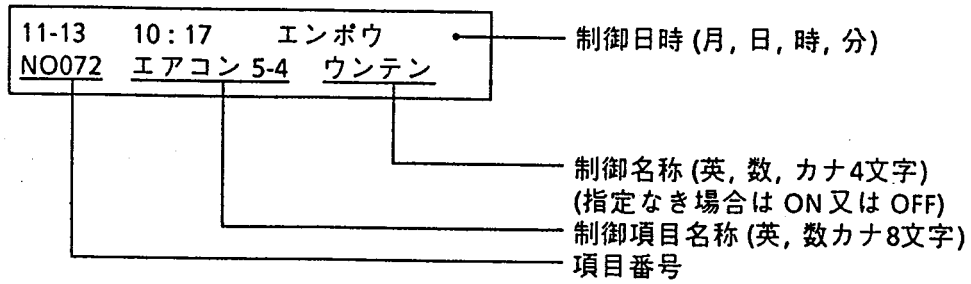 11-13 10:17 エンボウ
NO072 エアコン 5-4 ウンテン
制御日時 (月, 日, 時, 分)
制御名称 (英, 数, カナ4文字)
(指定なき場合は ON 又は OFF)
制御項目名称 (英, 数カナ8文字)
項目番号